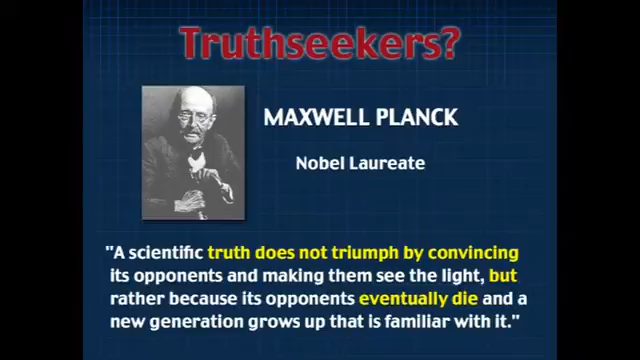 Truthseekers?
MAXWELL PLANCK
Nobel Laureate
"A scientific truth does not triumph by convincing
its opponents and making them see the light, but
rather because its opponents eventually die and a
new generation grows up that is familiar with it."